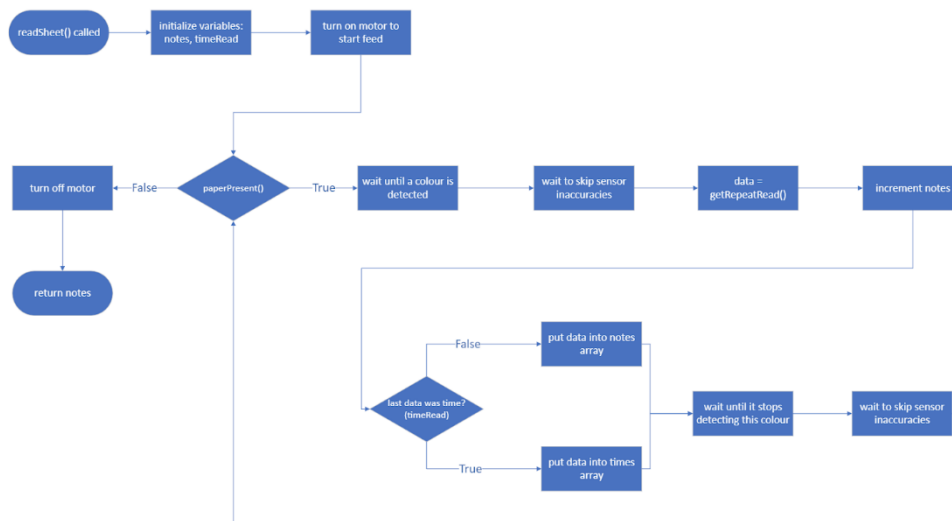 readSheet() called
initialize variables:
notes, timeRead
turn on motor to
start feed
turn off motor
False
paperPresent()
True
wait until a colour is
detected
wait to skip sensor
inaccuracies
data =
getRepeatRead()
increment notes
return notes
False
put data into notes
array
last data was time?
(timeRead)
wait until it stops
detecting this colour
wait to skip sensor
inaccuracies
True
put data into times
array